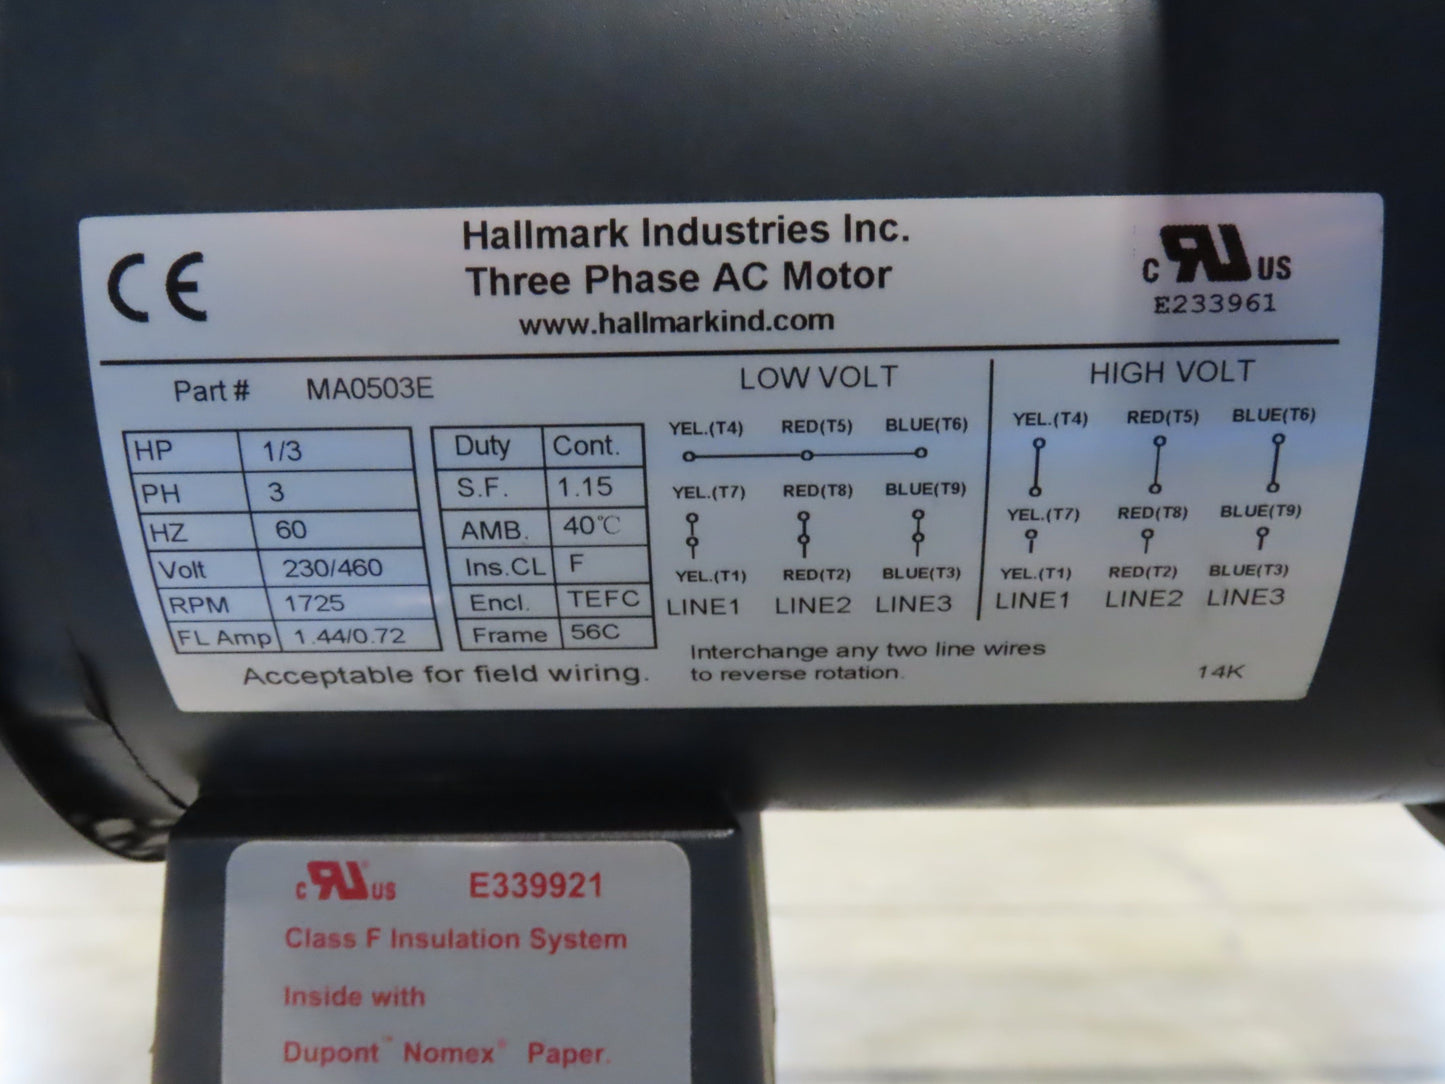 CE
Hallmark Industries Inc.
Three Phase AC Motor
www.hallmarkind.com
c RU US
E233961
Part # MA0503E
HP 1/3
PH 3
HZ 60
Volt 230/460
RPM 1725
FL Amp 1.44/0.72
Duty Cont.
S.F. 1.15
AMB. 40℃
Ins.CL F
Encl. TEFC
Frame 56C
Acceptable for field wiring.
LOW VOLT
YEL.(T4) RED(T5) BLUE(T6)
YEL.(T7) RED(T8) BLUE(T9)
YEL.(T1) RED(T2) BLUE(T3)
LINE1 LINE2 LINE3
HIGH VOLT
YEL.(T4) RED(T5) BLUE(T6)
YEL.(T7) RED(T8) BLUE(T9)
YEL.(T1) RED(T2) BLUE(T3)
LINE1 LINE2 LINE3
Interchange any two line wires
to reverse rotation.
14K
c RU® US E339921
Class F Insulation System
Inside with
Dupont™ Nomex® Paper.